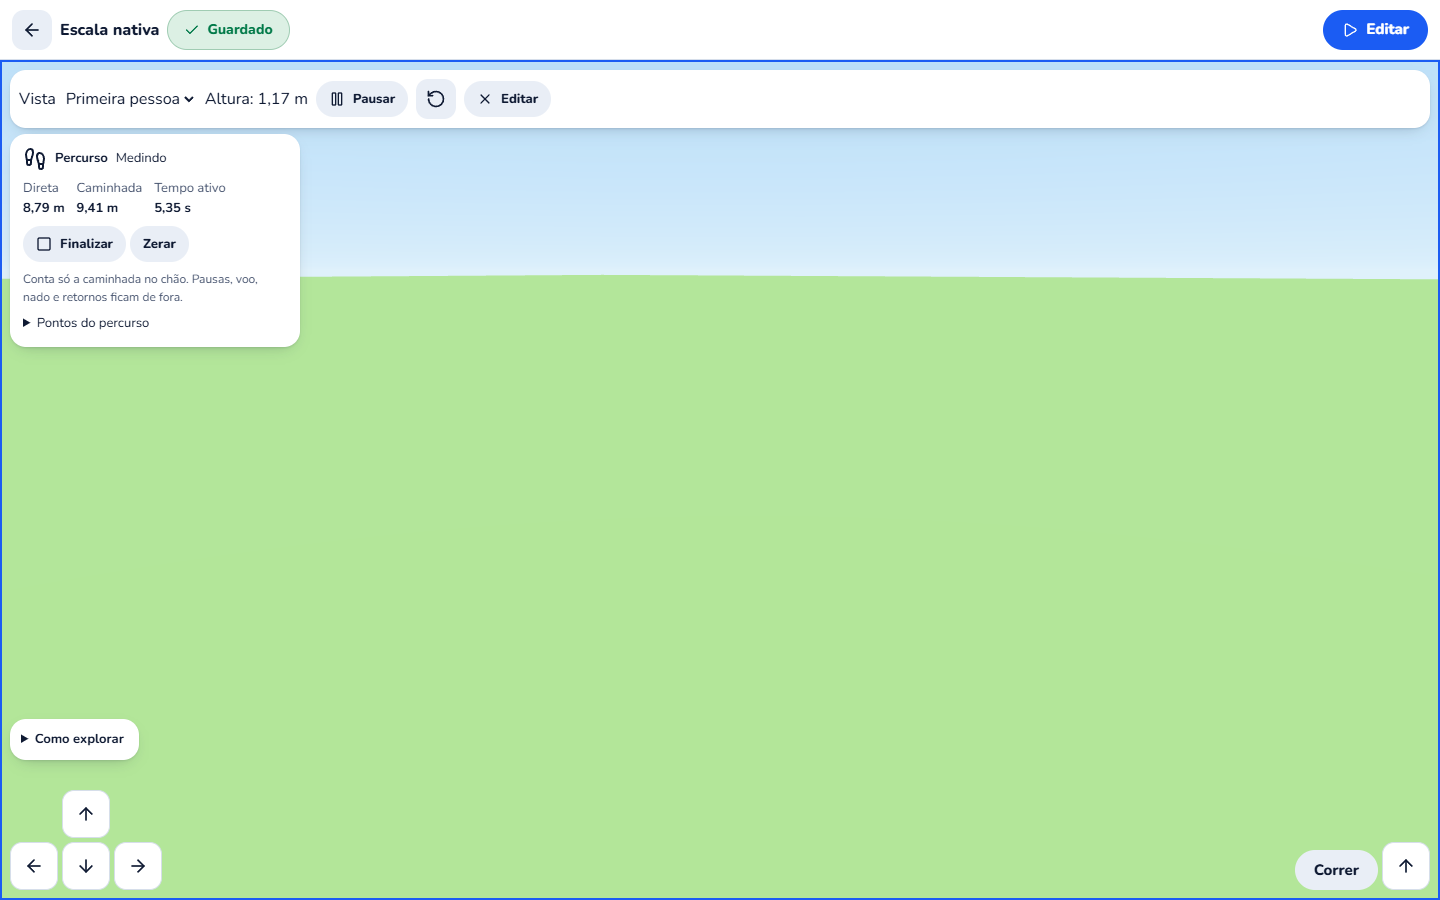 Escala nativa
Guardado
Editar
Vista Primeira pessoa Altura: 1,17 m Pausar Editar
Percurso Medindo
Direta Caminhada Tempo ativo
8,79 m 9,41 m 5,35 s
Finalizar Zerar
Conta só a caminhada no chão. Pausas, voo,
nado e retornos ficam de fora.
Pontos do percurso
Como explorar
Correr